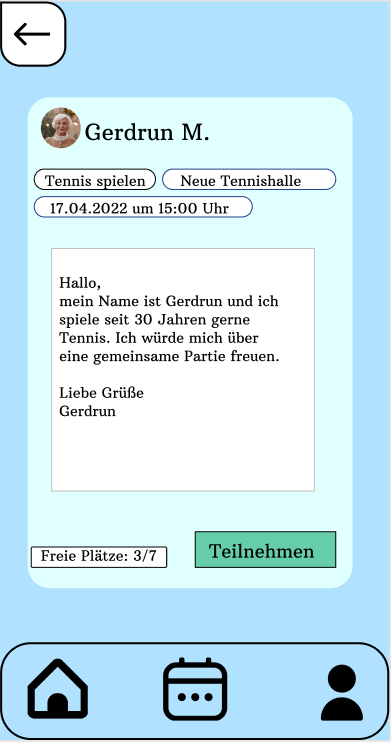 Gerdrun M.
Tennis spielen
Neue Tennishalle
17.04.2022 um 15:00 Uhr
Hallo,
mein Name ist Gerdrun und ich
spiele seit 30 Jahren gerne
Tennis. Ich würde mich über
eine gemeinsame Partie freuen.
Liebe Grüße
Gerdrun
Freie Plätze: 3/7
Teilnehmen